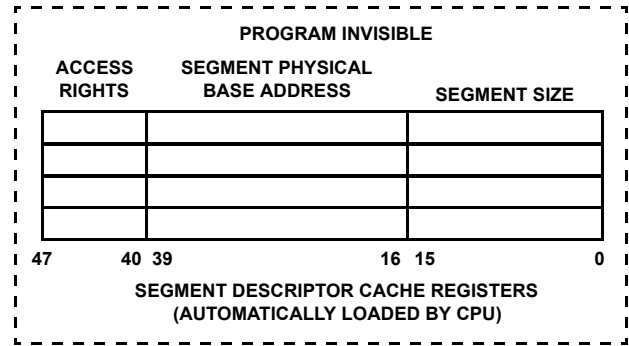 PROGRAM INVISIBLE
ACCESS RIGHTS
SEGMENT PHYSICAL BASE ADDRESS
SEGMENT SIZE
47 40 39 16 15 0
SEGMENT DESCRIPTOR CACHE REGISTERS
(AUTOMATICALLY LOADED BY CPU)